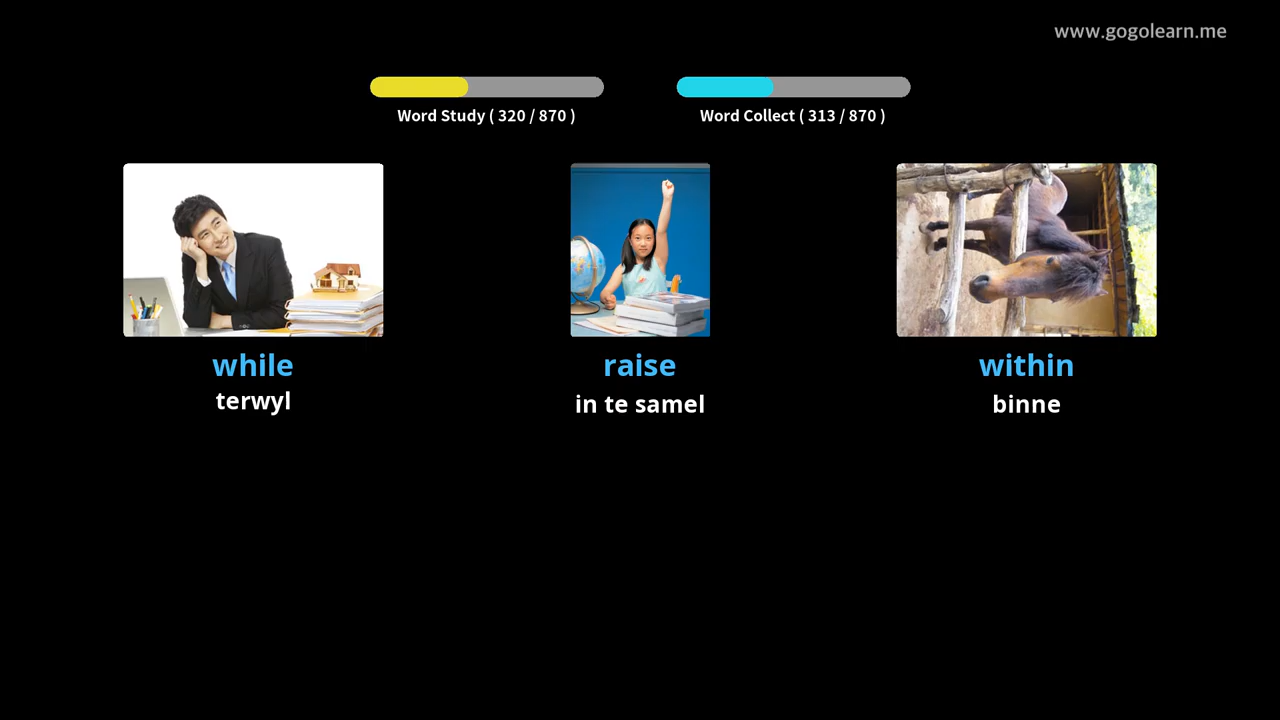 www.gogolearn.me
Word Study ( 320 / 870 )
Word Collect ( 313 / 870 )
while
terwyl
raise
in te samel
within
binne